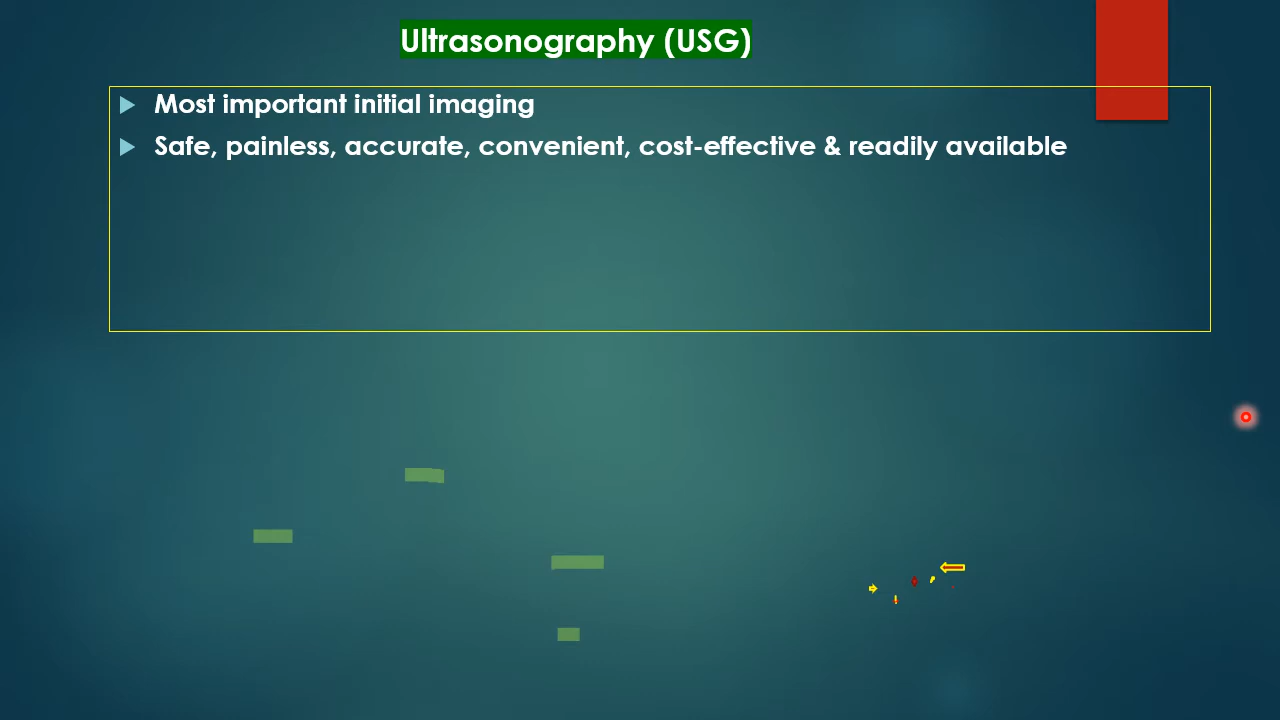 Ultrasonography (USG)
Most important initial imaging
Safe, painless, accurate, convenient, cost-effective & readily available